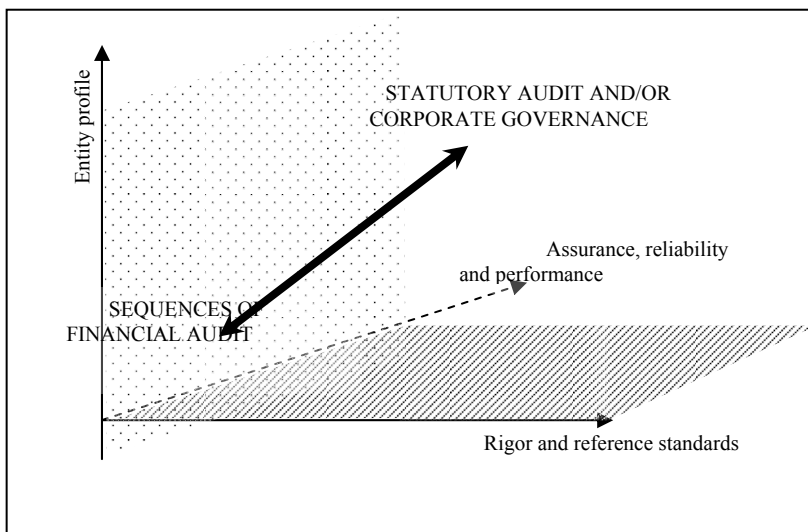 Entity profile
STATUTORY AUDIT AND/OR
CORPORATE GOVERNANCE
Assurance, reliability
and performance
SEQUENCES OF
FINANCIAL AUDIT
Rigor and reference standards